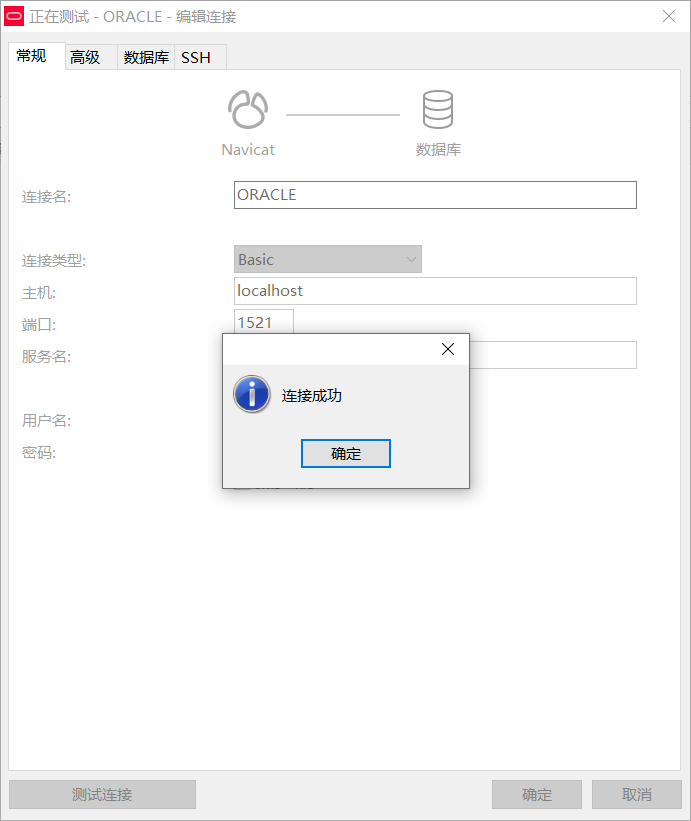 正在测试 - ORACLE - 编辑连接
常规 高级 数据库 SSH
Navicat 数据库
连接名: ORACLE
连接类型: Basic
主机: localhost
端口: 1521
服务名:
连接成功
用户名:
确定
密码:
测试连接 确定 取消